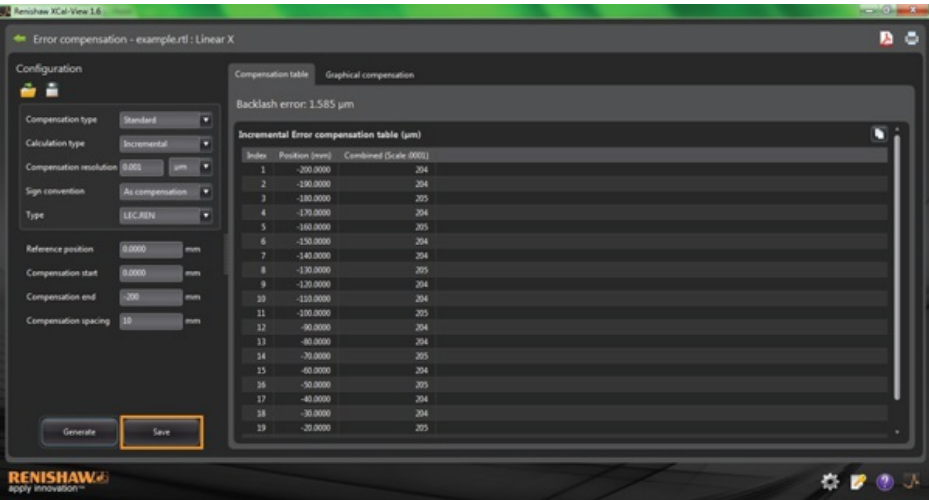 Renishaw XCal-View 1.6
Error compensation - example.rtl : Linear X
Configuration
Compensation type Standard
Calculation type Incremental
Compensation resolution 0.001 µm
Sign convention As compensation
Type LEC.REN
Reference position 0.0000 mm
Compensation start 0.0000 mm
Compensation end -200 mm
Compensation spacing 10 mm
Generate Save
Compensation table Graphical compensation
Backlash error: 1.585 µm
Incremental Error compensation table (µm)
Index Position (mm) Combined (Scale :0001)
1 -200.0000 204
2 -190.0000 204
3 -180.0000 205
4 -170.0000 204
5 -160.0000 205
6 -150.0000 204
7 -140.0000 204
8 -130.0000 205
9 -120.0000 204
10 -110.0000 204
11 -100.0000 205
12 -90.0000 204
13 -80.0000 204
14 -70.0000 205
15 -60.0000 204
16 -50.0000 205
17 -40.0000 204
18 -30.0000 204
19 -20.0000 205
RENISHAW
apply innovation™